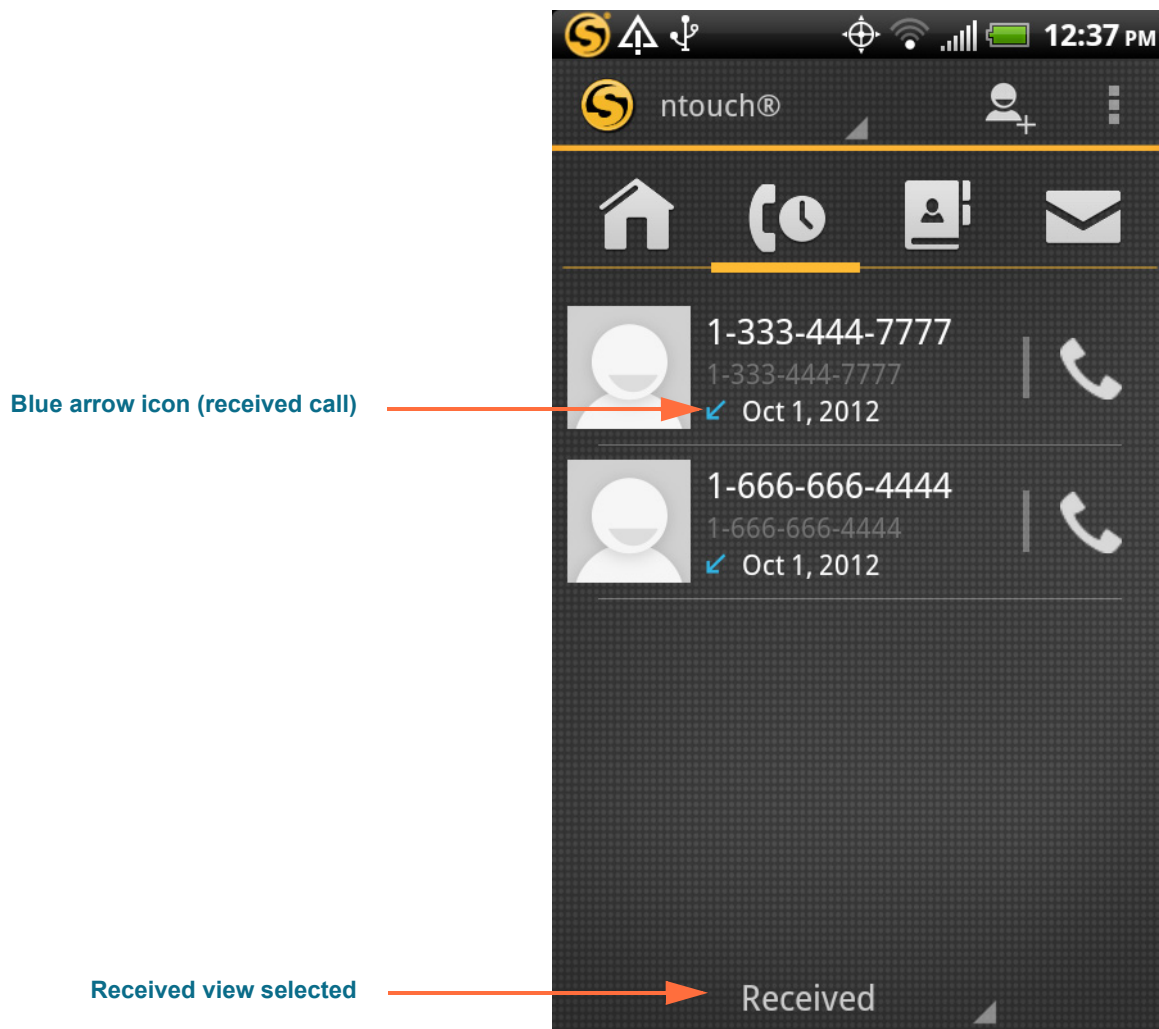 12:37 PM
ntouch®
1-333-444-7777
1-333-444-7777
Blue arrow icon (received call)
Oct 1, 2012
1-666-666-4444
1-666-666-4444
Oct 1, 2012
Received view selected
Received